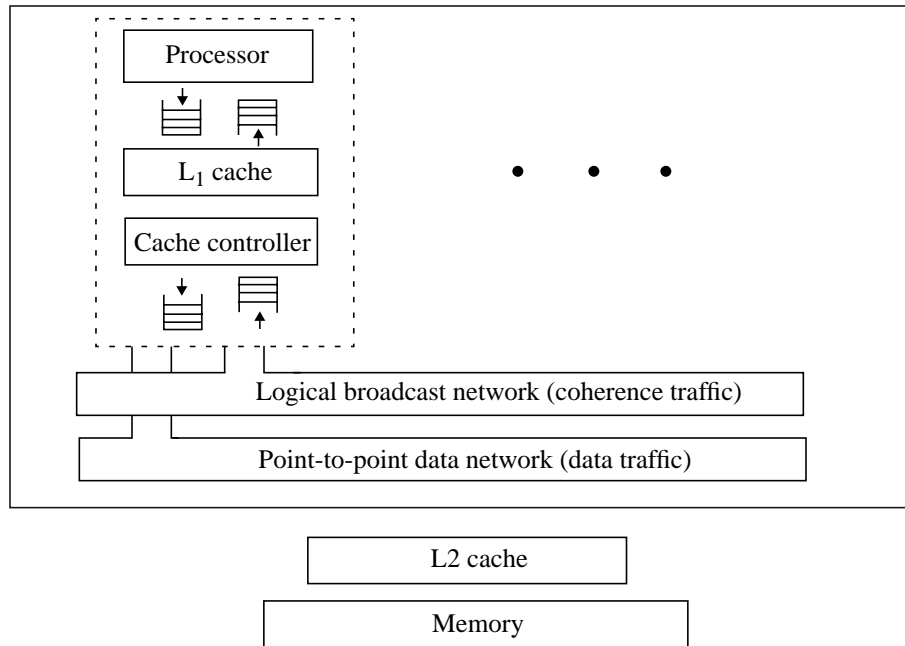 Processor
L1 cache
Cache controller
Logical broadcast network (coherence traffic)
Point-to-point data network (data traffic)
L2 cache
Memory